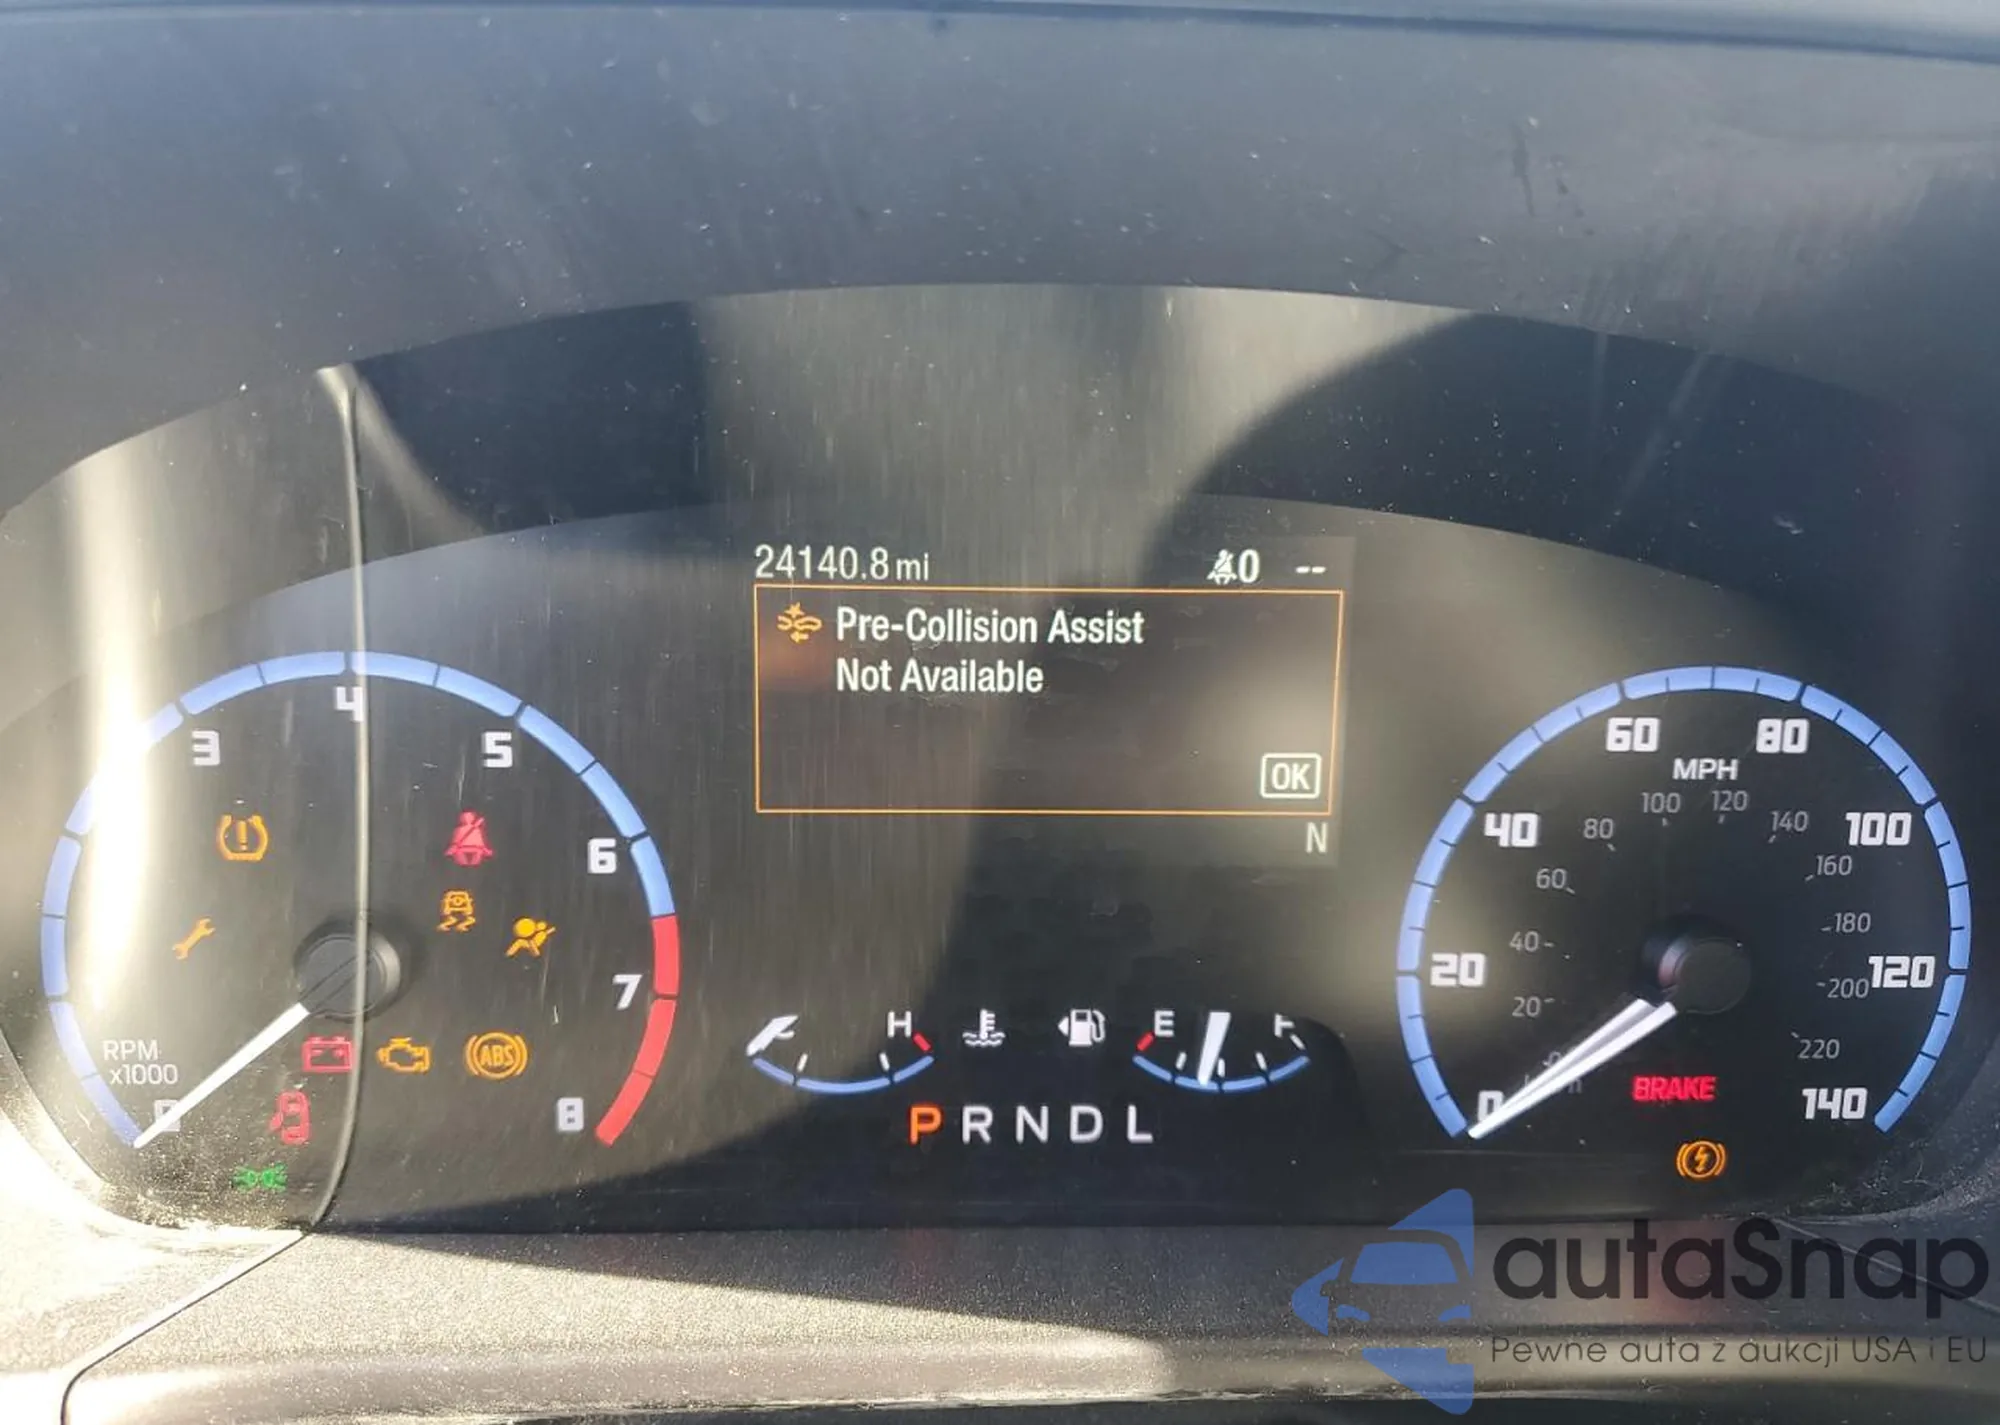 24140.8 mi
0 --
Pre-Collision Assist
Not Available
OK
N
3
4
5
6
7
8
RPM
x1000
ABS
H
E
F
P R N D L
0
20
40
60
80
100
120
140
MPH
20
40
60
80
100
120
140
160
180
200
220
BRAKE
autaSnap
Pewne auta z aukcji USA i EU